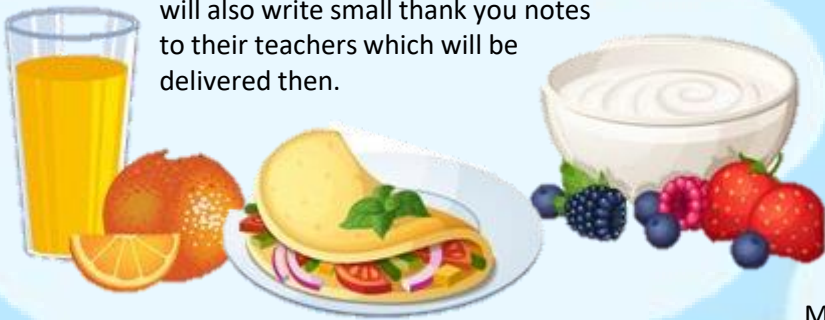 will also write small thank you notes
to their teachers which will be
delivered then.
M